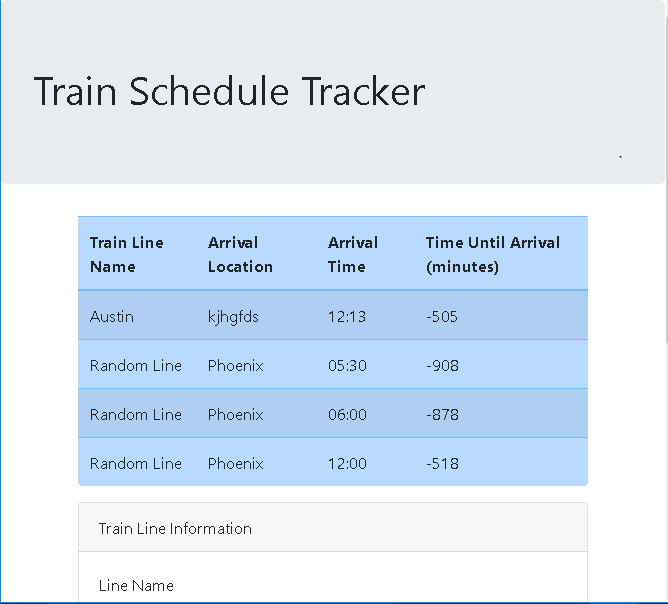 Train Schedule Tracker
Train Line Name Arrival Location Arrival Time Time Until Arrival (minutes)
Austin kjhgfds 12:13 -505
Random Line Phoenix 05:30 -908
Random Line Phoenix 06:00 -878
Random Line Phoenix 12:00 -518
Train Line Information
Line Name